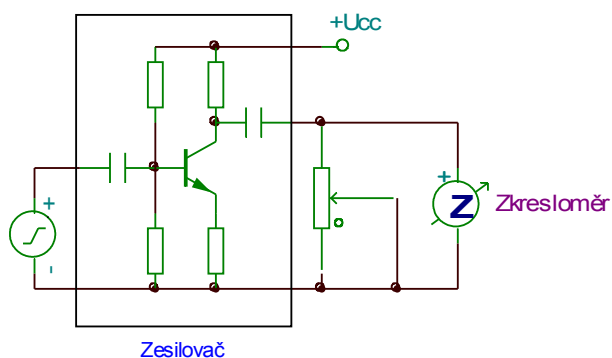 +Ucc
+
-
+
Z
Zkresloměr
Zesilovač